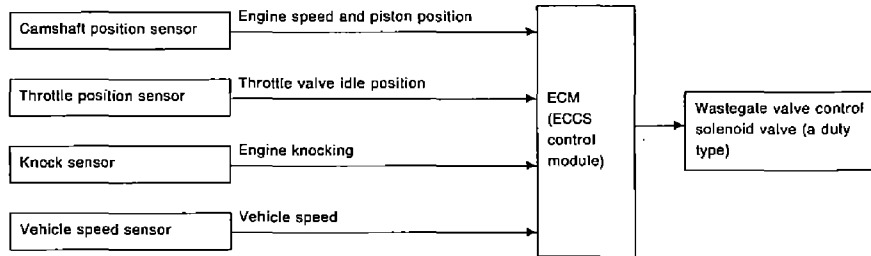 Camshaft position sensor
Engine speed and piston position
Throttle position sensor
Throttle valve idle position
Knock sensor
Engine knocking
Vehicle speed sensor
Vehicle speed
ECM
(ECCS
control
module)
Wastegate valve control
solenoid valve (a duty
type)